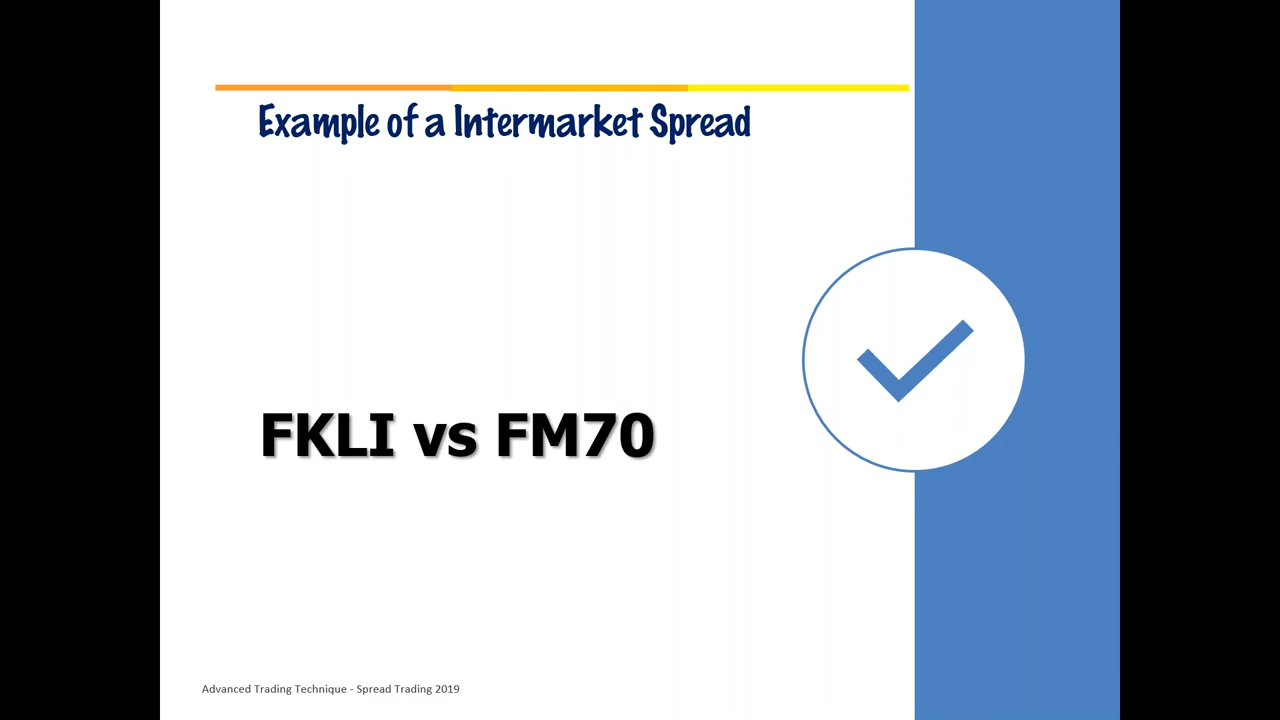 Example of a Intermarket Spread
FKLI vs FM70
Advanced Trading Technique - Spread Trading 2019